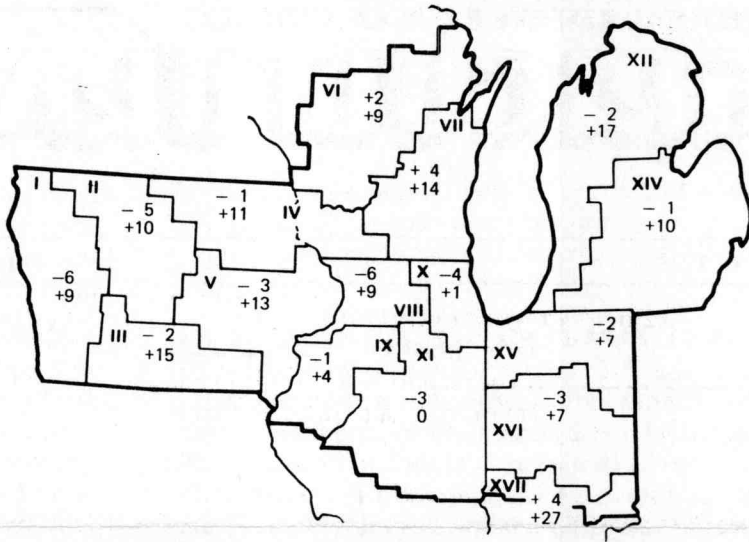 XII
VI
+2
+9
VII
− 2
+17
+ 4
+14
XIV
− 1
+10
I
II
− 5
+10
− 1
+11
IV
−6
+9
V
− 3
+13
−6
+9
VIII
X
−4
+1
III
− 2
+15
−1
+4
IX
XI
−3
0
XV
−2
+7
−3
+7
XVI
XVII
+ 4
+27